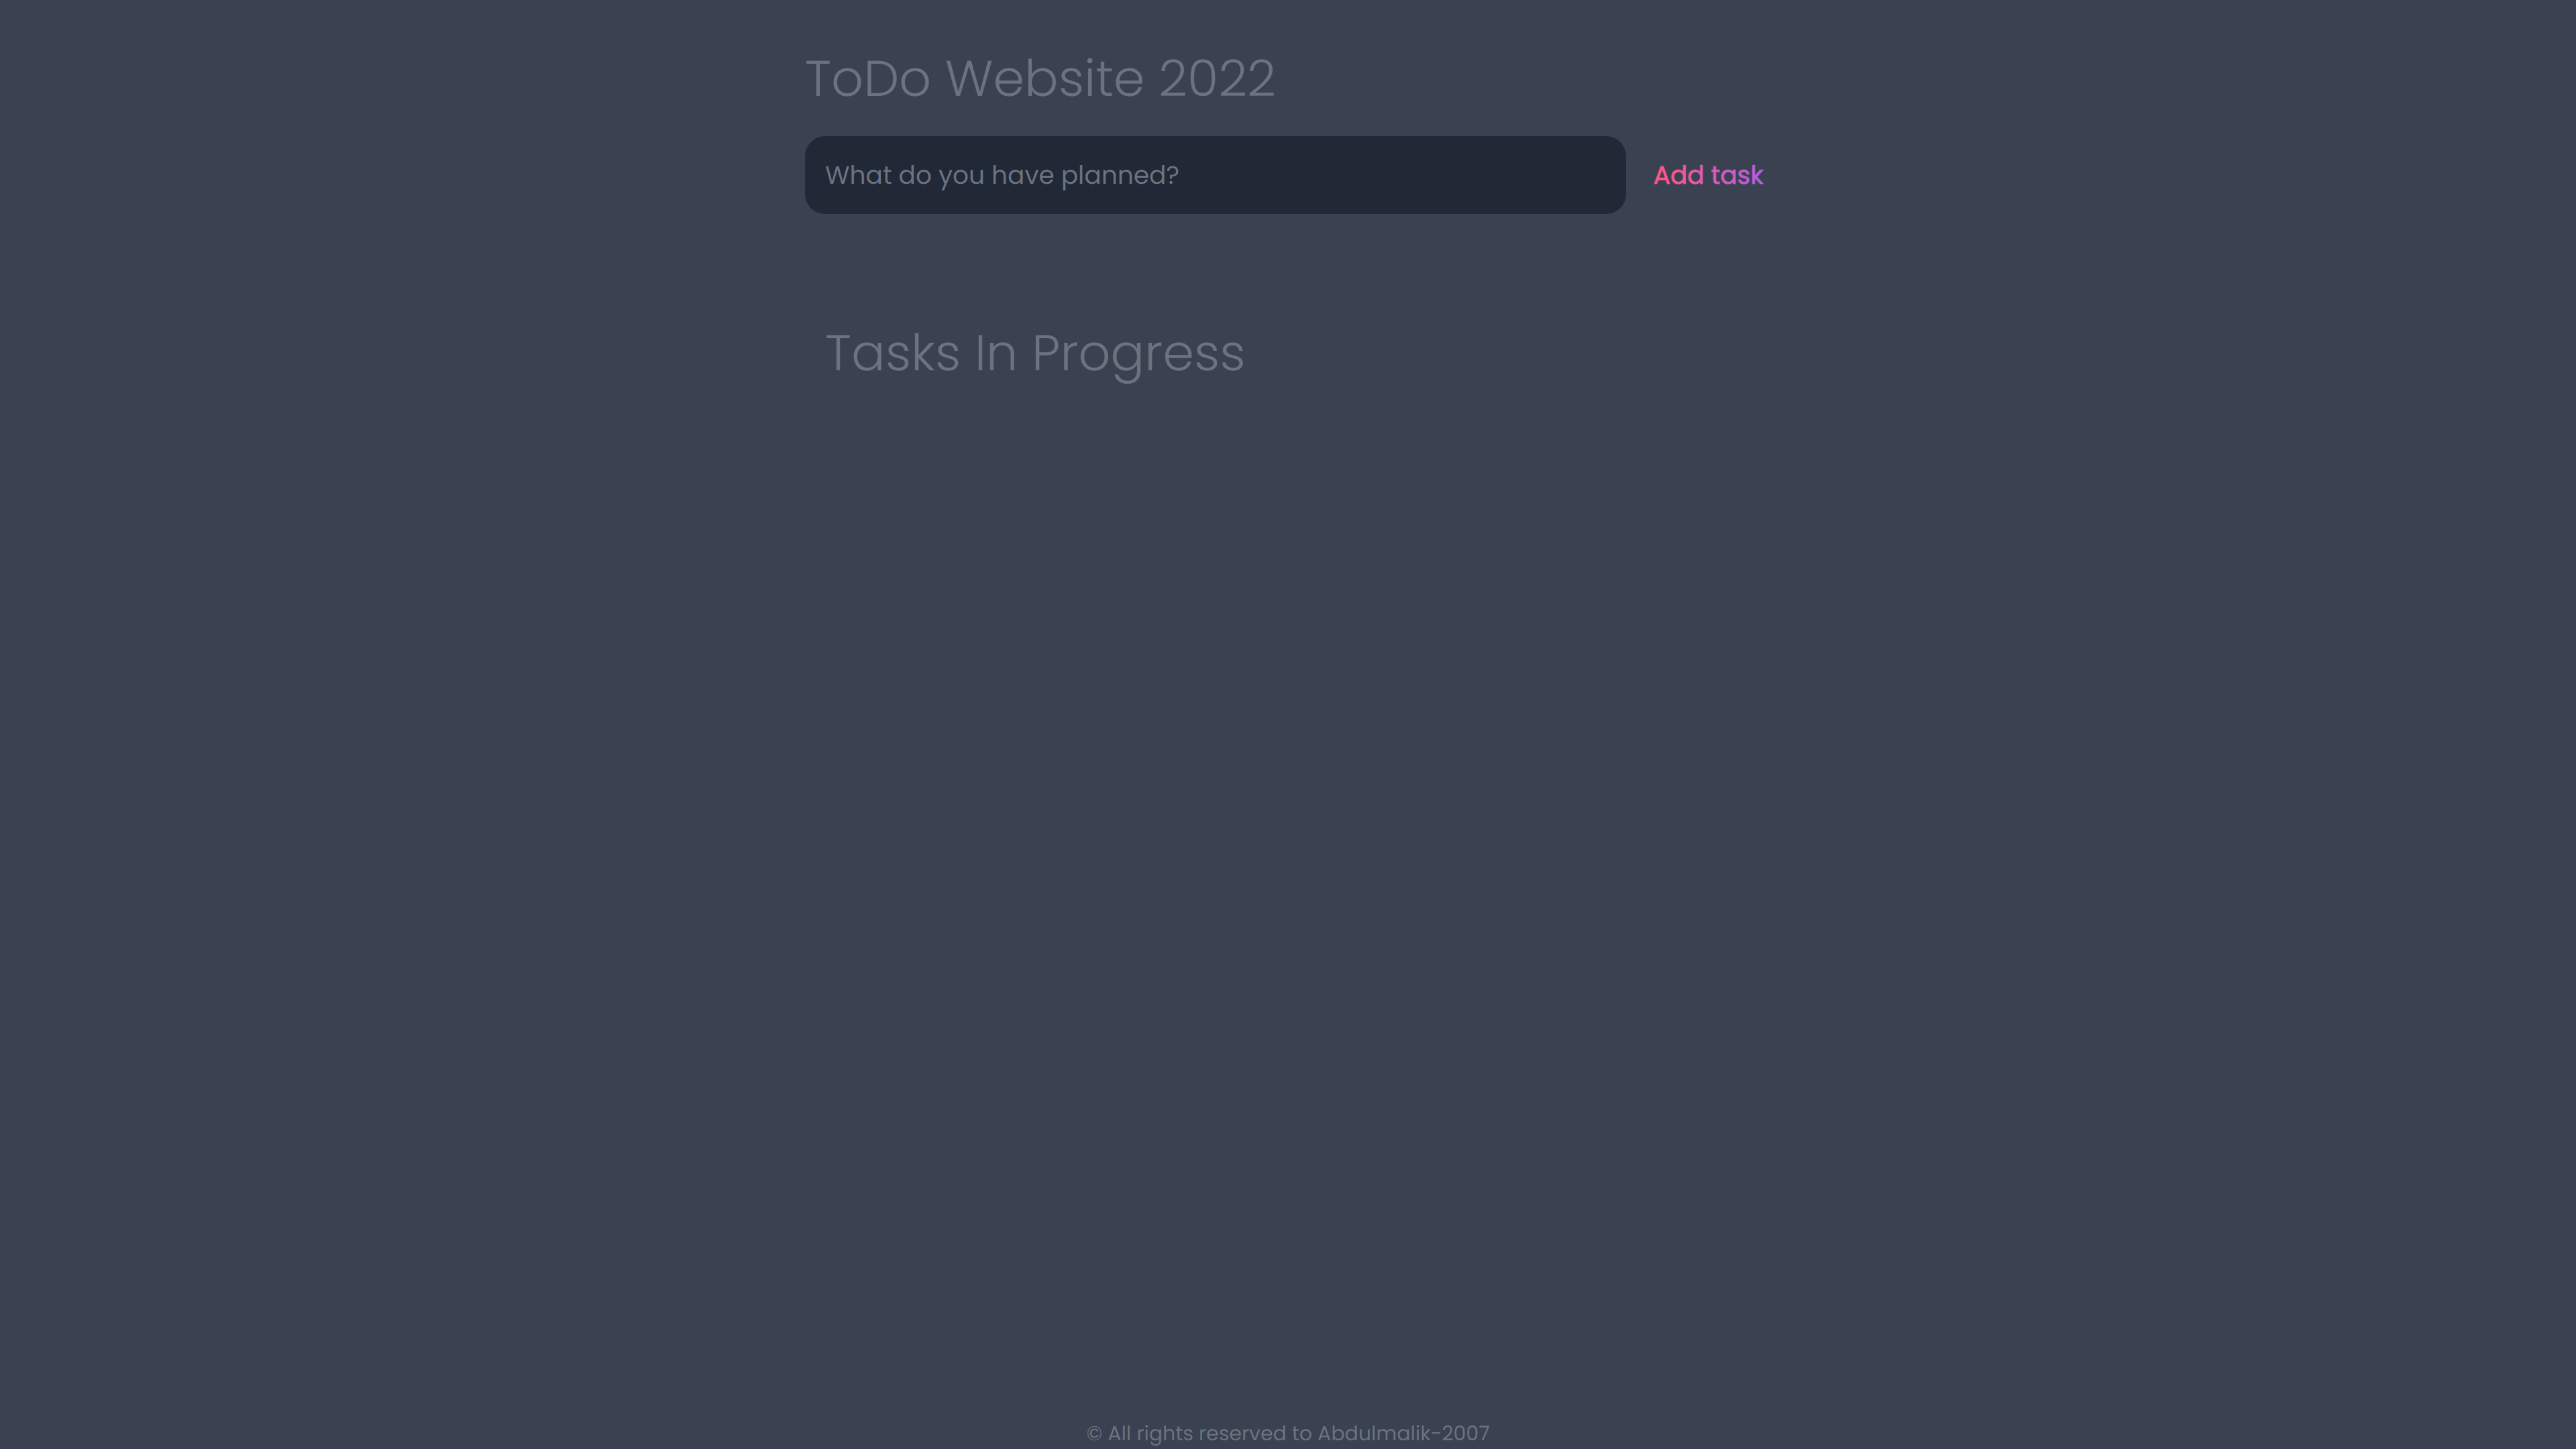 ToDo Website 2022
What do you have planned?
Add task
Tasks In Progress
© All rights reserved to Abdulmalik-2007